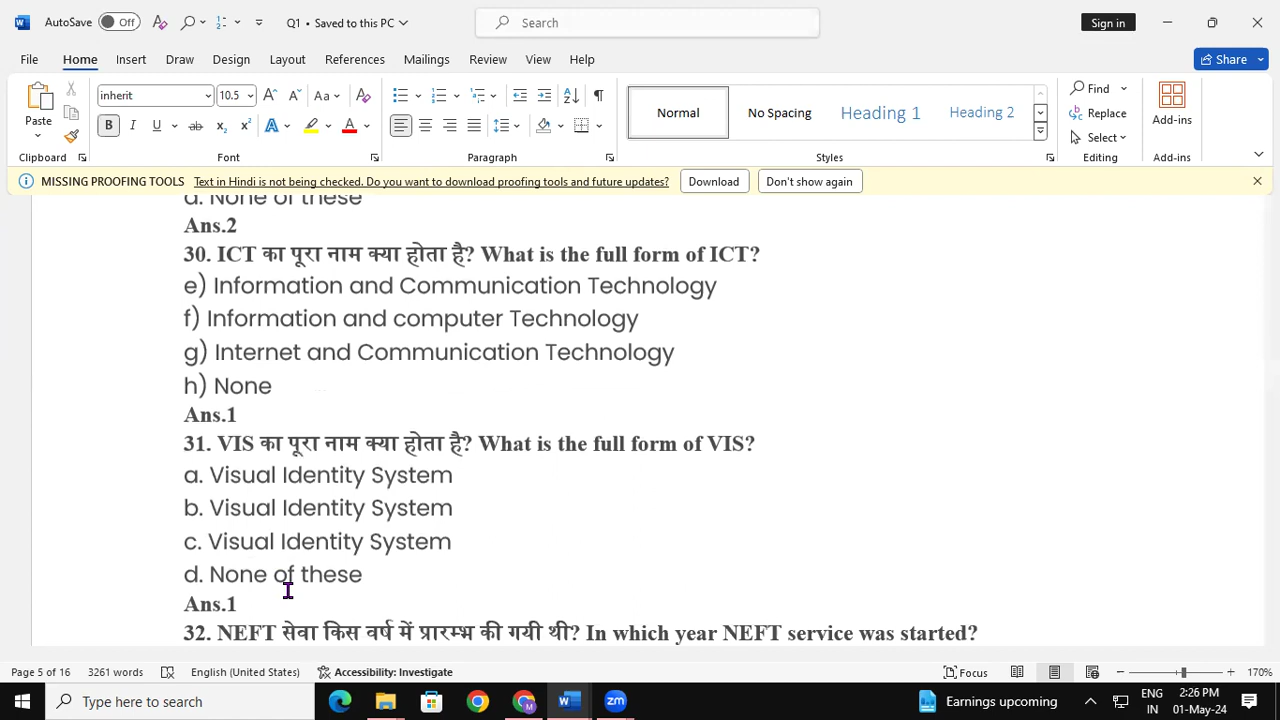 AutoSave Off Q1 • Saved to this PC Search Sign in
File Home Insert Draw Design Layout References Mailings Review View Help Share
inherit 10.5 Aa Find
Paste Normal No Spacing Heading 1 Heading 2 Replace Add-ins
B I U ab x₂ x² A A Select
Clipboard Font Paragraph Styles Editing Add-ins
MISSING PROOFING TOOLS Text in Hindi is not being checked. Do you want to download proofing tools and future updates? Download Don't show again
d. None of these
Ans.2
30. ICT का पूरा नाम क्या होता है? What is the full form of ICT?
e) Information and Communication Technology
f) Information and computer Technology
g) Internet and Communication Technology
h) None
Ans.1
31. VIS का पूरा नाम क्या होता है? What is the full form of VIS?
a. Visual Identity System
b. Visual Identity System
c. Visual Identity System
d. None of these
Ans.1
32. NEFT सेवा किस वर्ष में प्रारम्भ की गयी थी? In which year NEFT service was started?
Page 5 of 16 3261 words English (United States) Accessibility: Investigate Focus 170%
Type here to search zm Earnings upcoming ENG 2:26 PM
IN 01-May-24